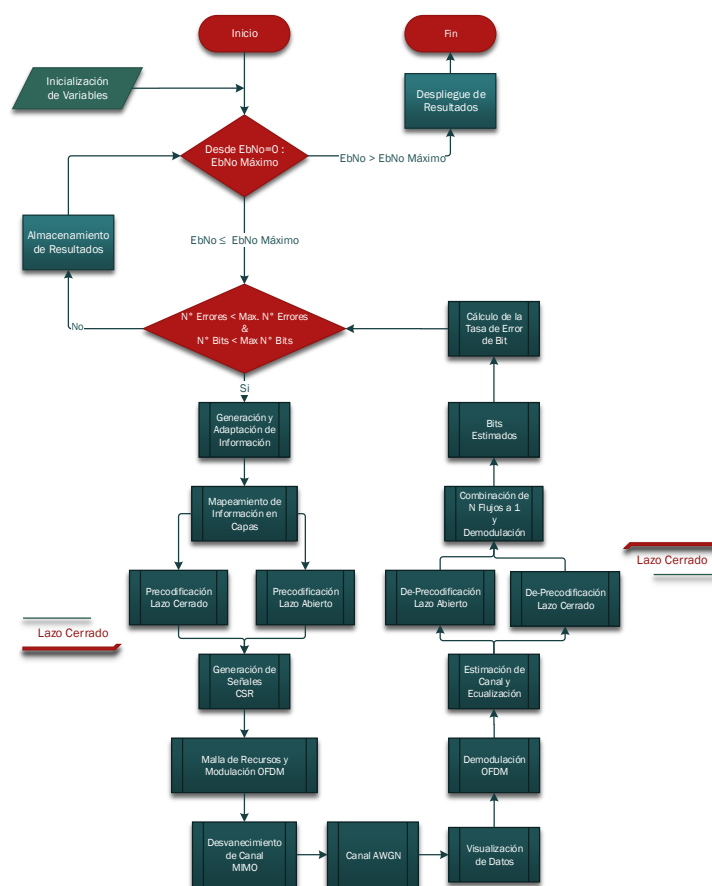 Inicio
Fin
Inicialización
de Variables
Despliegue de
Resultados
Desde EbNo=0 :
EbNo Máximo
EbNo > EbNo Máximo
Almacenamiento
de Resultados
EbNo ≤ EbNo Máximo
N° Errores < Max. N° Errores
&
N° Bits < Max N° Bits
No
Cálculo de la
Tasa de Error
de Bit
Si
Generación y
Adaptación de
Información
Bits
Estimados
Mapeamiento de
Información en
Capas
Combinación de
N Flujos a 1
y
Demodulación
Lazo Cerrado
Precodificación
Lazo Cerrado
Precodificación
Lazo Abierto
De-Precodificación
Lazo Abierto
De-Precodificación
Lazo Cerrado
Lazo Cerrado
Generación de
Señales
CSR
Estimación de
Canal y
Ecualización
Malla de Recursos y
Modulación OFDM
Demodulación
OFDM
Desvanecimiento
de Canal
MIMO
Canal AWGN
Visualización
de Datos